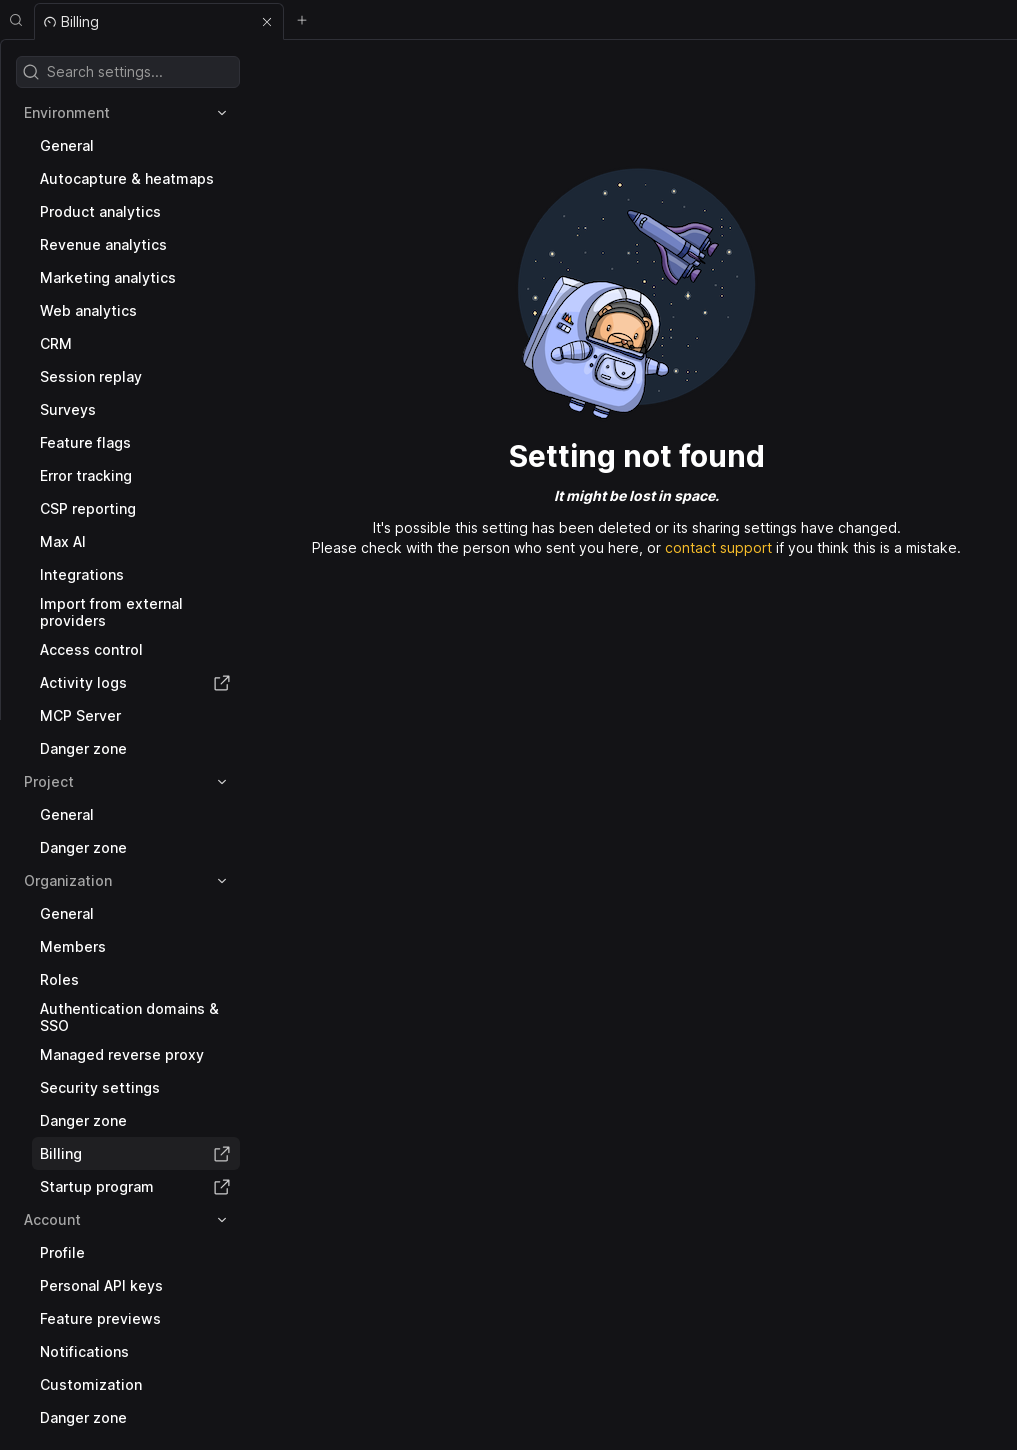 Billing
Search settings...
Environment
General
Autocapture & heatmaps
Product analytics
Revenue analytics
Marketing analytics
Web analytics
CRM
Session replay
Surveys
Feature flags
Error tracking
CSP reporting
Max AI
Integrations
Import from external
providers
Access control
Activity logs
MCP Server
Danger zone
Project
General
Danger zone
Organization
General
Members
Roles
Authentication domains &
SSO
Managed reverse proxy
Security settings
Danger zone
Billing
Startup program
Account
Profile
Personal API keys
Feature previews
Notifications
Customization
Danger zone
Setting not found
It might be lost in space.
It's possible this setting has been deleted or its sharing settings have changed.
Please check with the person who sent you here, or contact support if you think this is a mistake.